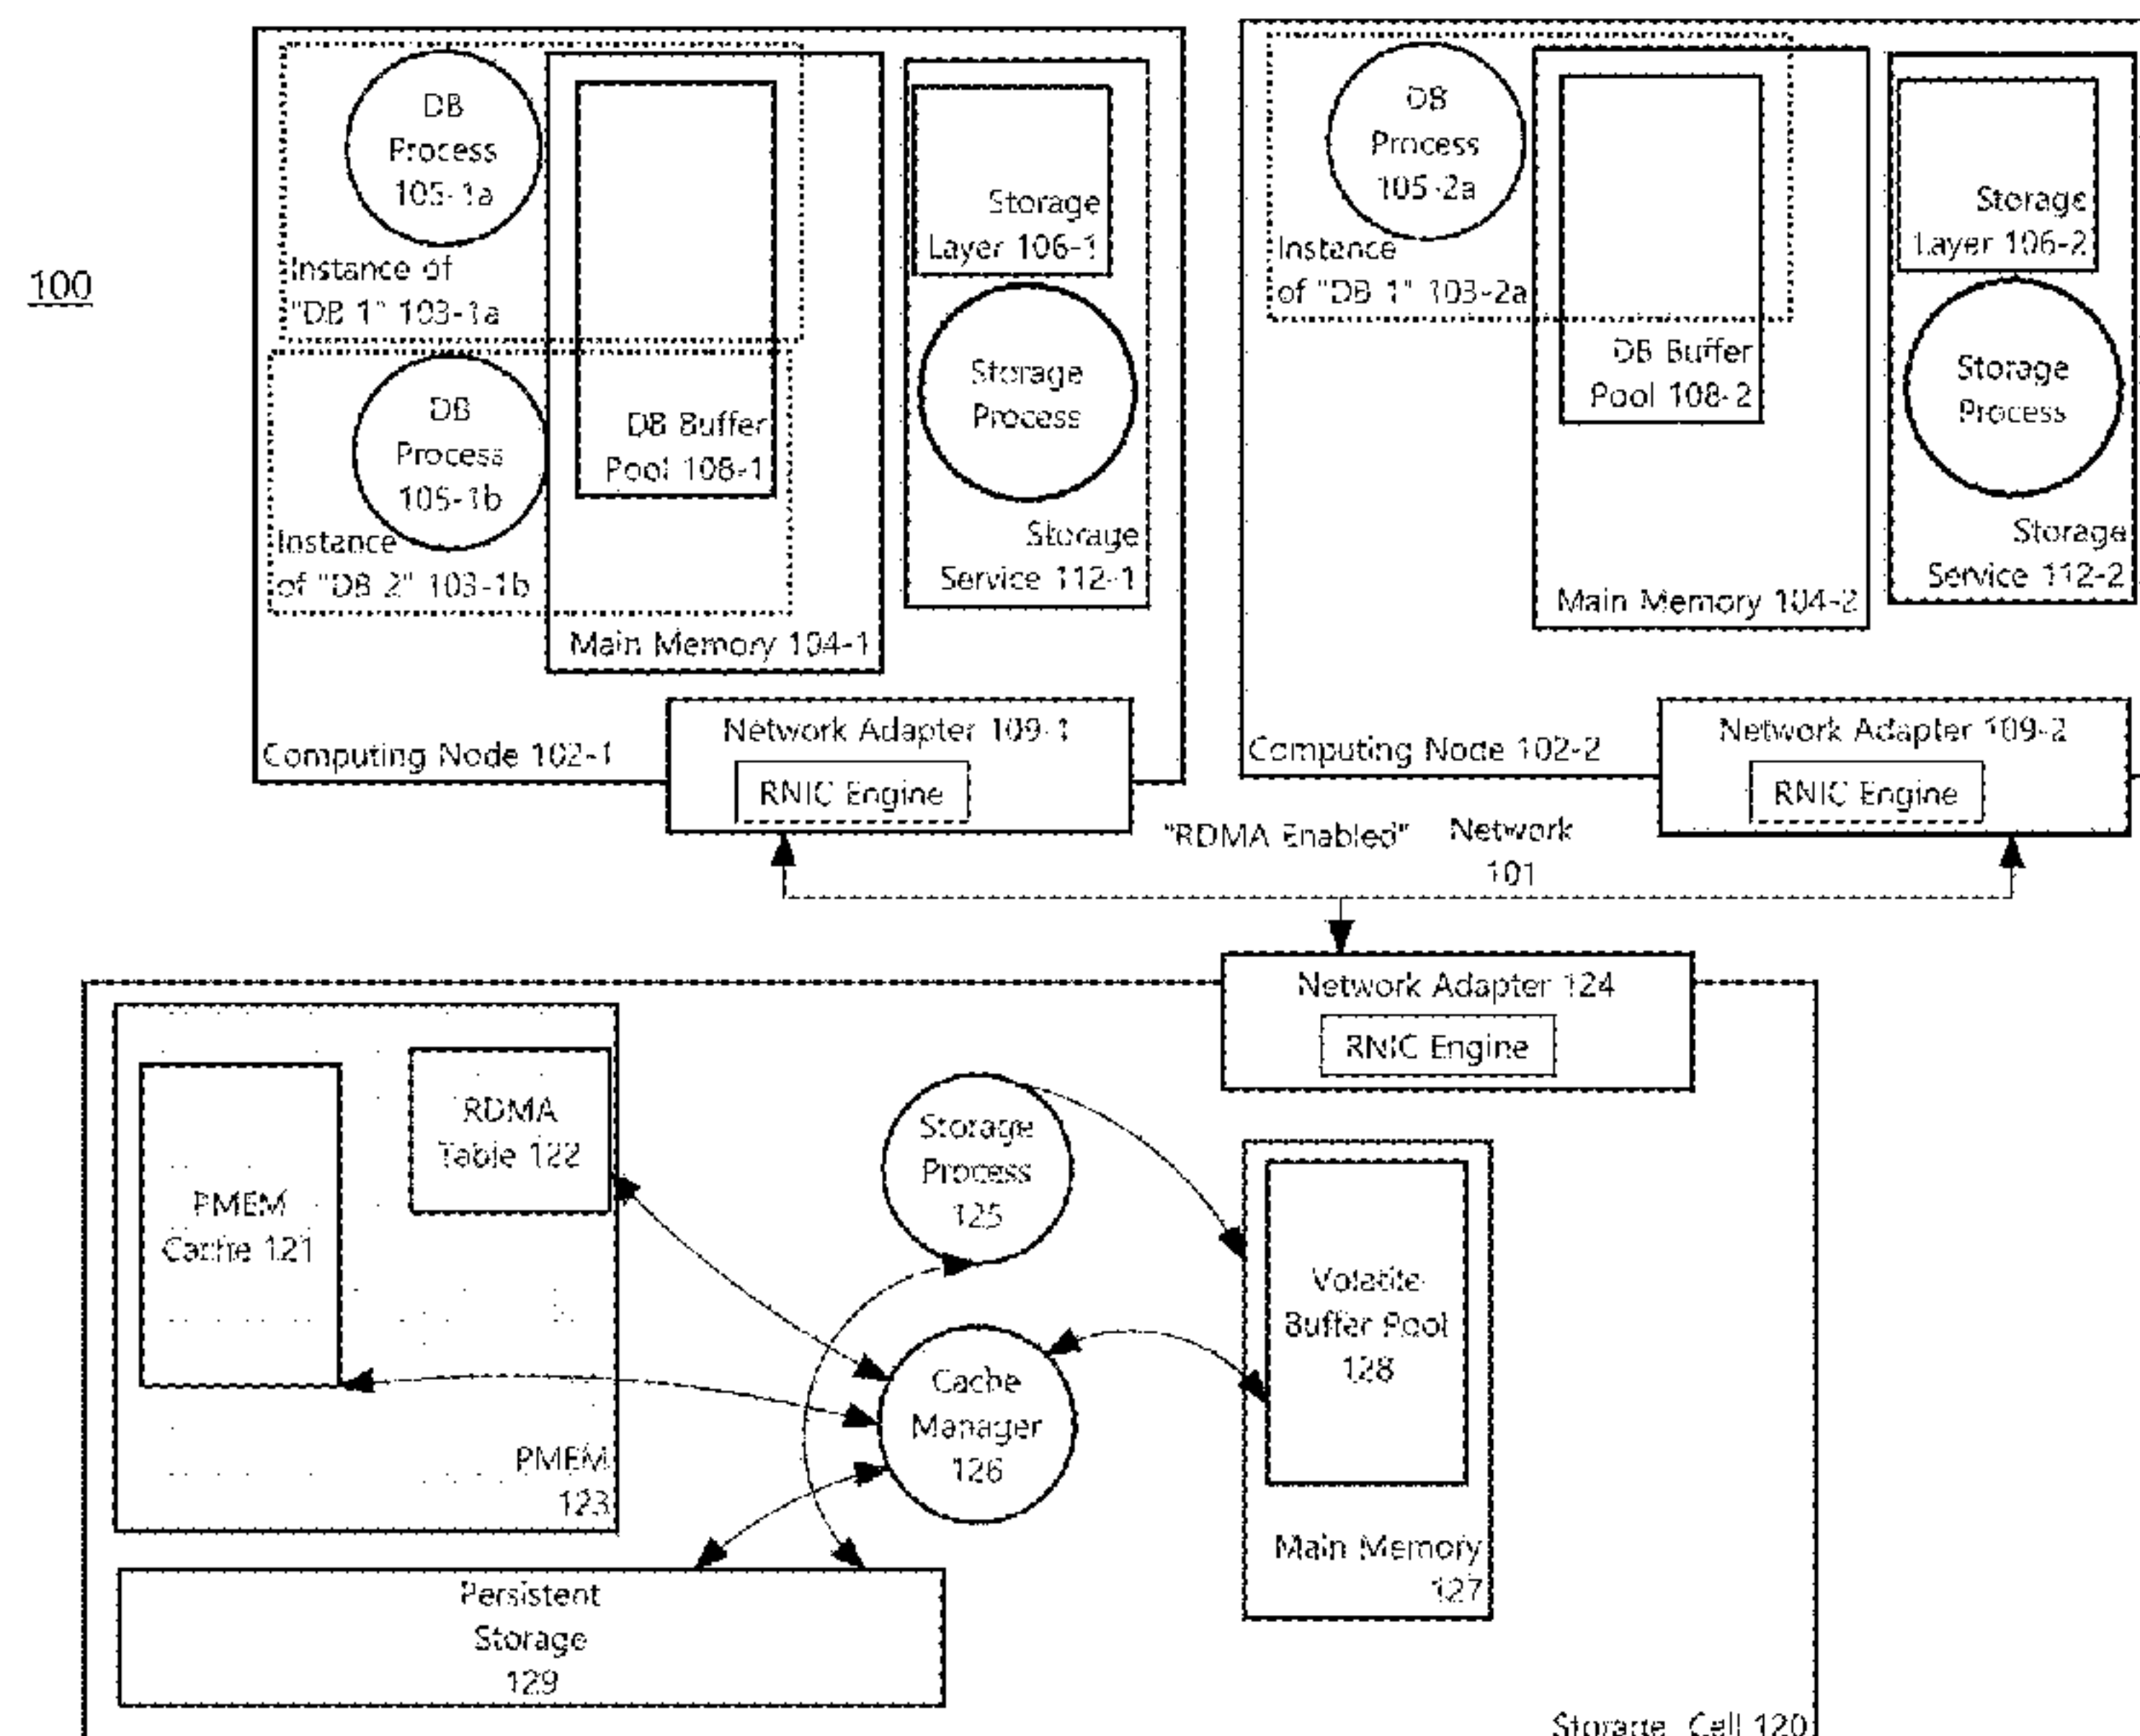 100
DB
Process
105-1a
Instance of
"DB 1" 103-1a
DB
Process
105-1b
Instance
of "DB 2" 103-1b
DB Buffer
Pool 108-1
Main Memory 104-1
Storage
Layer 106-1
Storage
Process
Storage
Service 112-1
Computing Node 102-1
Network Adapter 109-1
RNIC Engine
DB
Process
105-2a
Instance
of "DB 1" 103-2a
DB Buffer
Pool 108-2
Main Memory 104-2
Storage
Layer 106-2
Storage
Process
Storage
Service 112-2
Computing Node 102-2
Network Adapter 109-2
RNIC Engine
"RDMA Enabled" Network
101
Network Adapter 124
RNIC Engine
PMEM
Cache 121
RDMA
Table 122
PMEM
123
Storage
Process
125
Cache
Manager
126
Volatile
Buffer Pool
128
Main Memory
127
Persistent
Storage
129
Storage Cell 120